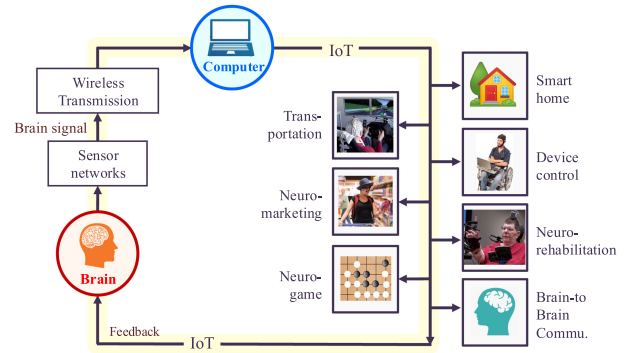 Computer
IoT
Wireless
Transmission
Brain signal
Sensor
networks
Brain
Feedback
IoT
Trans-
portation
Neuro-
marketing
Neuro-
game
Smart
home
Device
control
Neuro-
rehabilitation
Brain-to
Brain
Commu.